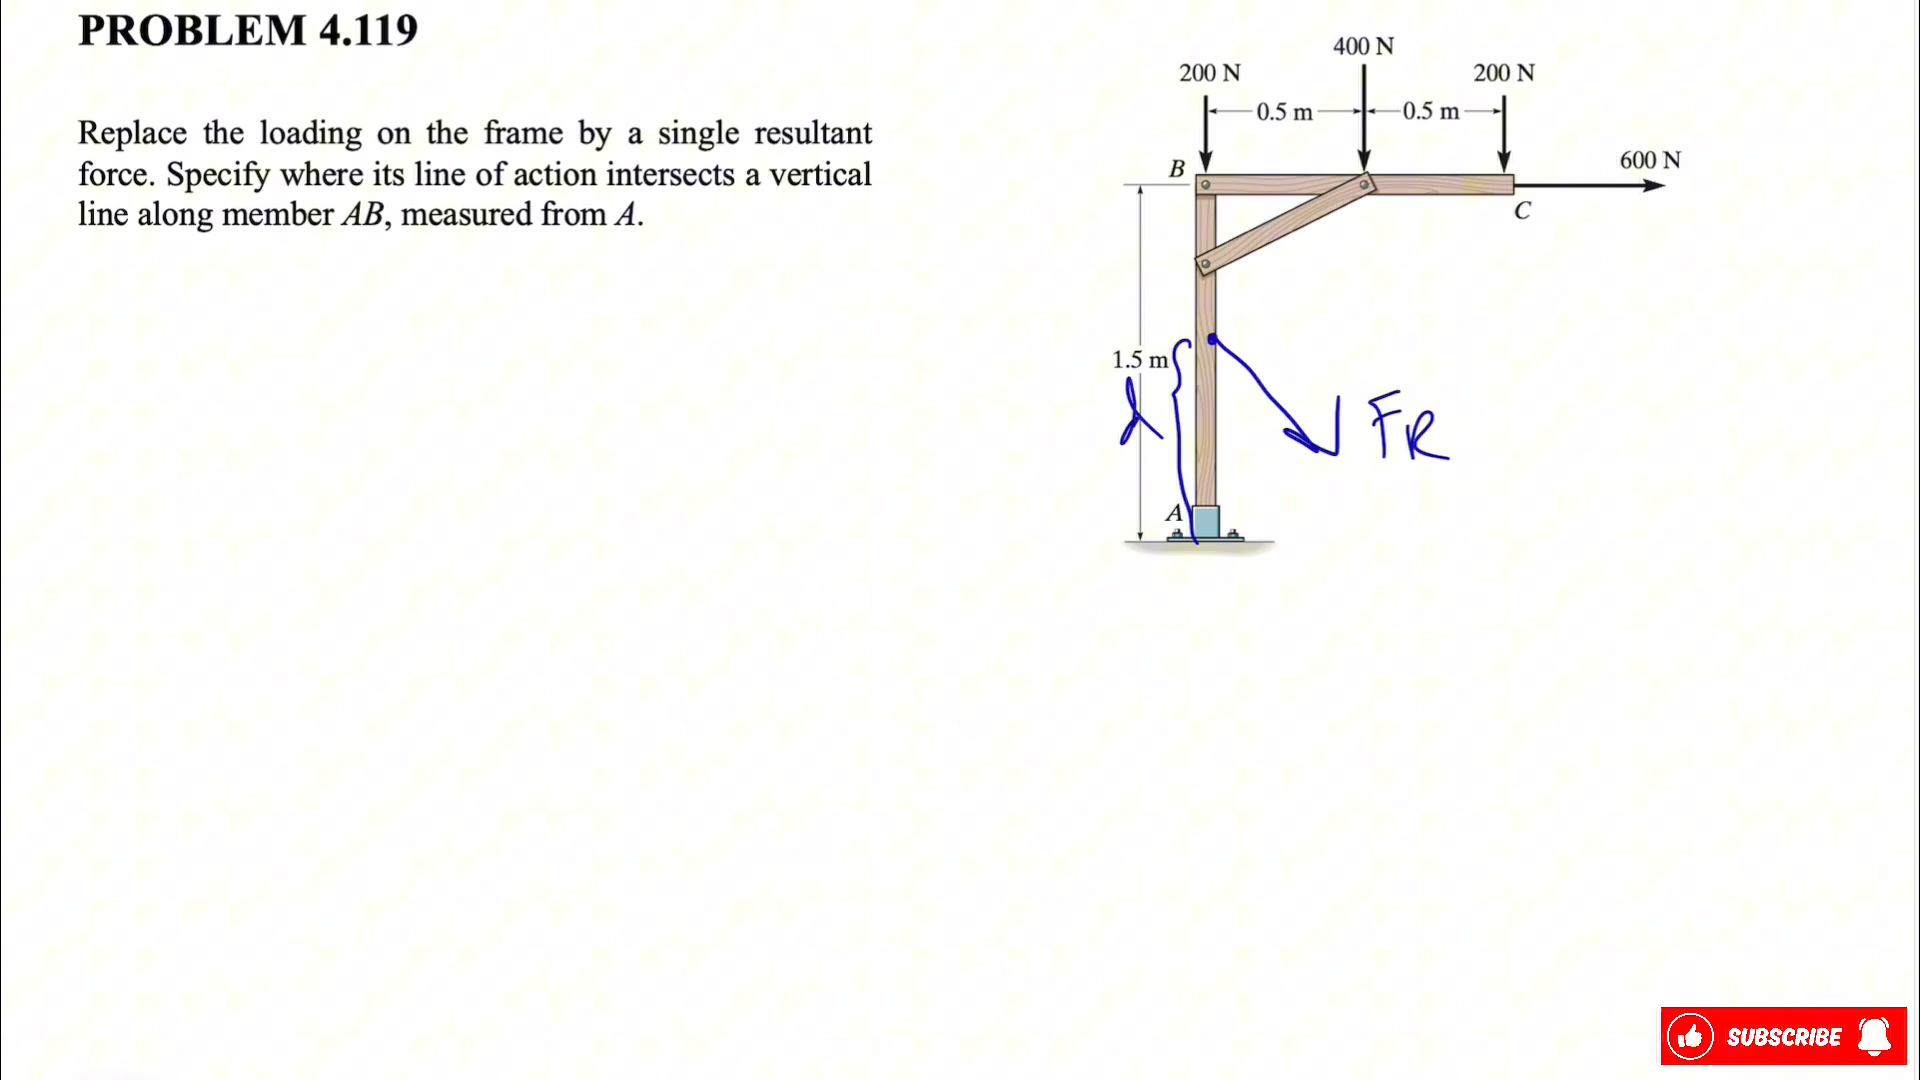 PROBLEM 4.119
Replace the loading on the frame by a single resultant
force. Specify where its line of action intersects a vertical
line along member AB, measured from A.
400 N
200 N
200 N
0.5 m
0.5 m
600 N
B
C
1.5 m
d
FR
A
SUBSCRIBE